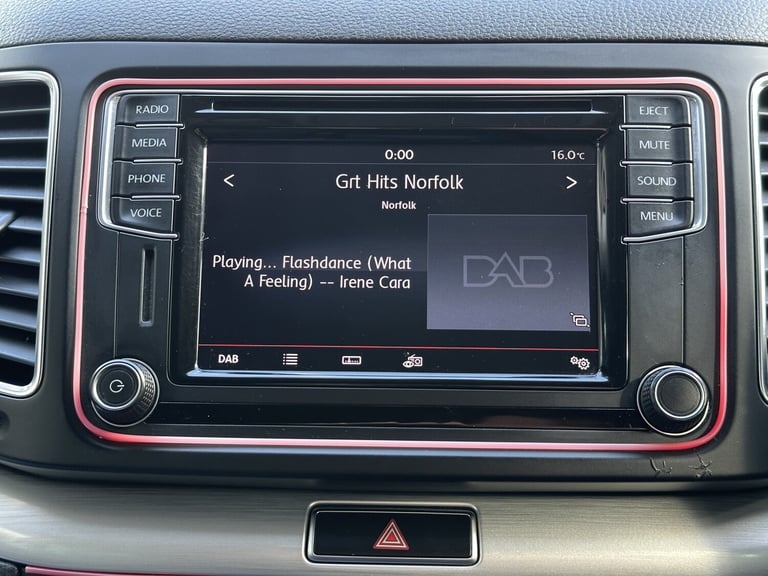 RADIO
MEDIA
PHONE
VOICE
EJECT
MUTE
SOUND
MENU
0:00
16.0°C
< Grt Hits Norfolk >
Norfolk
Playing... Flashdance (What
A Feeling) -- Irene Cara
DAB
DAB